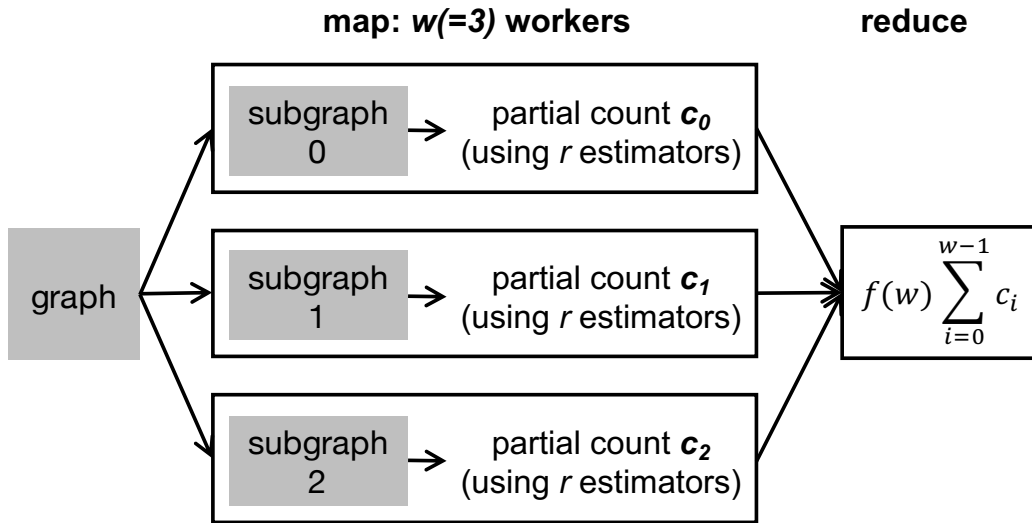 map: w(=3) workers
reduce
subgraph
0
partial count c₀
(using r estimators)
graph
subgraph
1
partial count c₁
(using r estimators)
f(w) ∑_{i=0}^{w−1} c_i
subgraph
2
partial count c₂
(using r estimators)